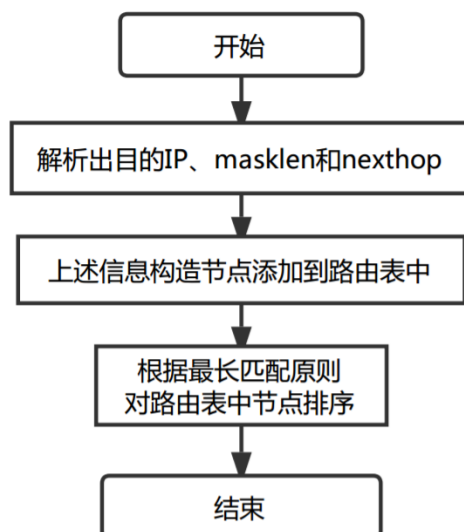 开始
解析出目的IP、masklen和nexthop
上述信息构造节点添加到路由表中
根据最长匹配原则
对路由表中节点排序
结束